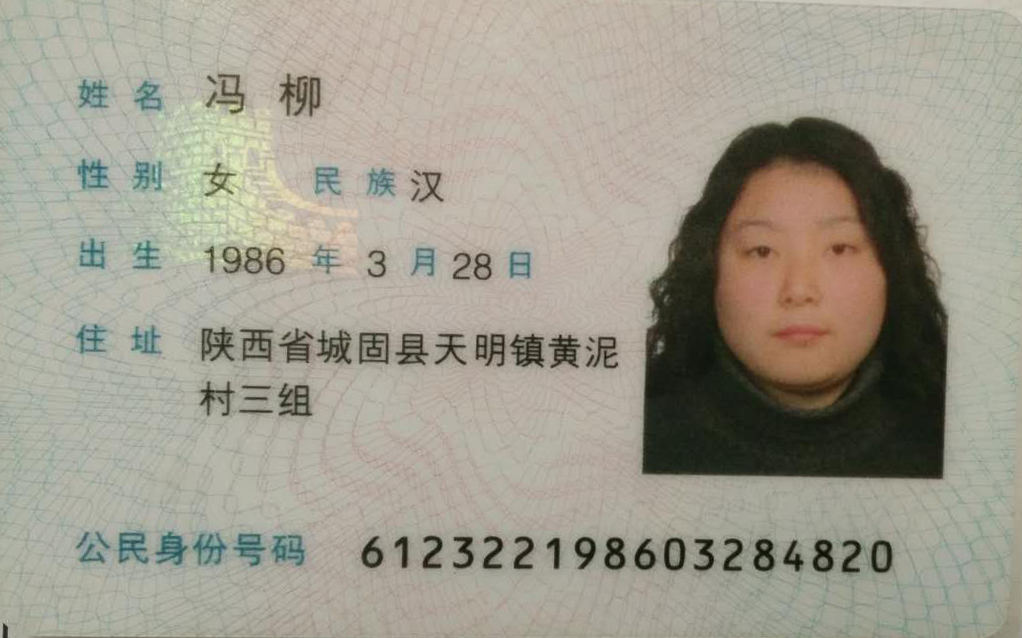 姓名 冯柳
性别 女 民族 汉
出生 1986 年 3 月 28 日
住址 陕西省城固县天明镇黄泥
村三组
公民身份号码 612322198603284820